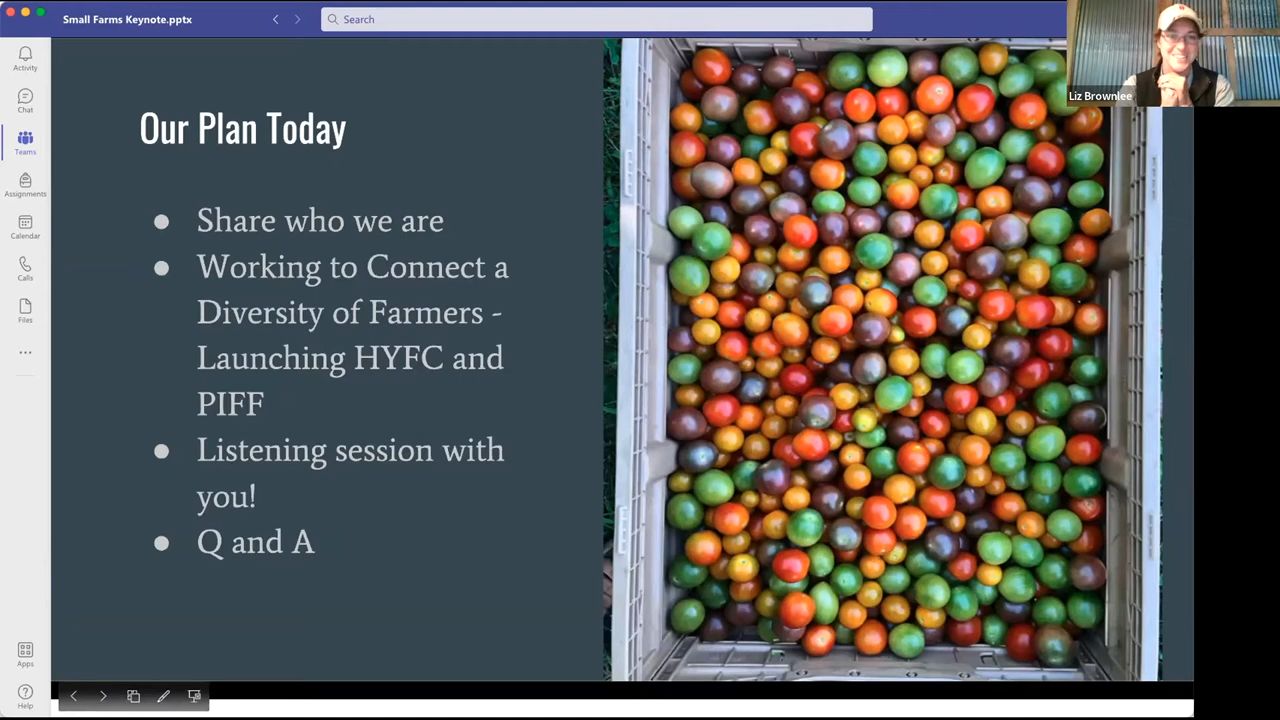 Small Farms Keynote.pptx
Search
Activity
Chat
Teams
Assignments
Calendar
Calls
Files
Apps
Help
Our Plan Today
Share who we are
Working to Connect a
Diversity of Farmers -
Launching HYFC and
PIFF
Listening session with
you!
Q and A
Liz Brownlee